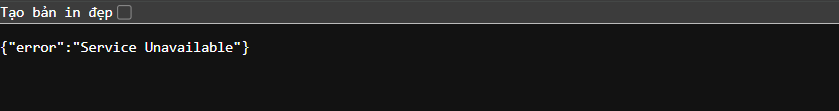 Tạo bản in đẹp
{"error":"Service Unavailable"}